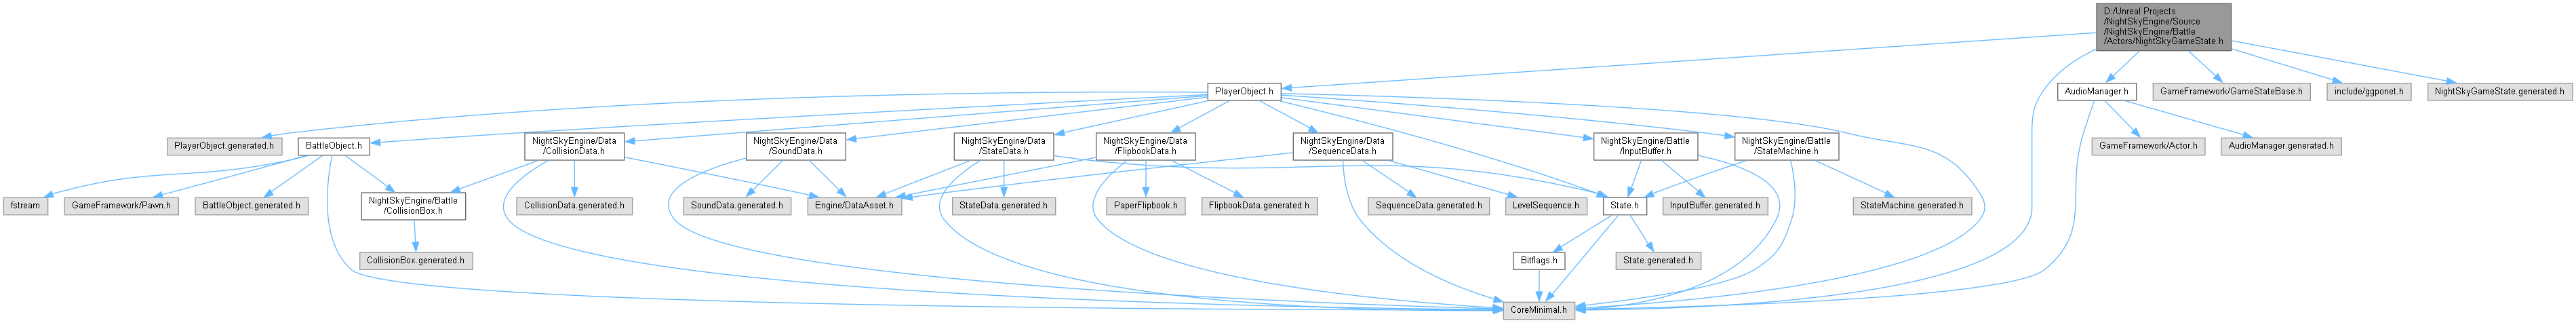 D:/Unreal Projects
/NightSkyEngine/Source
/NightSkyEngine/Battle
/Actors/NightSkyGameState.h
PlayerObject.h
AudioManager.h
GameFramework/GameStateBase.h
include/ggponet.h
NightSkyGameState.generated.h
PlayerObject.generated.h
BattleObject.h
NightSkyEngine/Data
/CollisionData.h
NightSkyEngine/Data
/SoundData.h
NightSkyEngine/Data
/StateData.h
NightSkyEngine/Data
/FlipbookData.h
NightSkyEngine/Data
/SequenceData.h
NightSkyEngine/Battle
/InputBuffer.h
NightSkyEngine/Battle
/StateMachine.h
GameFramework/Actor.h
AudioManager.generated.h
fstream
GameFramework/Pawn.h
BattleObject.generated.h
NightSkyEngine/Battle
/CollisionBox.h
CollisionData.generated.h
SoundData.generated.h
Engine/DataAsset.h
StateData.generated.h
PaperFlipbook.h
FlipbookData.generated.h
SequenceData.generated.h
LevelSequence.h
State.h
InputBuffer.generated.h
StateMachine.generated.h
CollisionBox.generated.h
Bitflags.h
State.generated.h
CoreMinimal.h